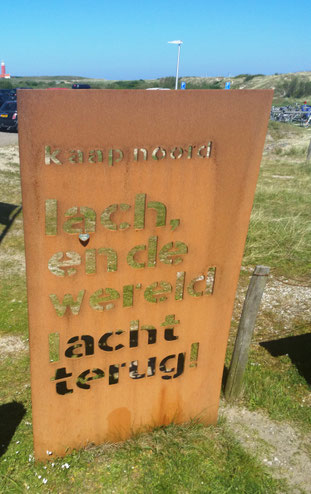 kaap noord
lach,
en de
wereld
lacht
terug!